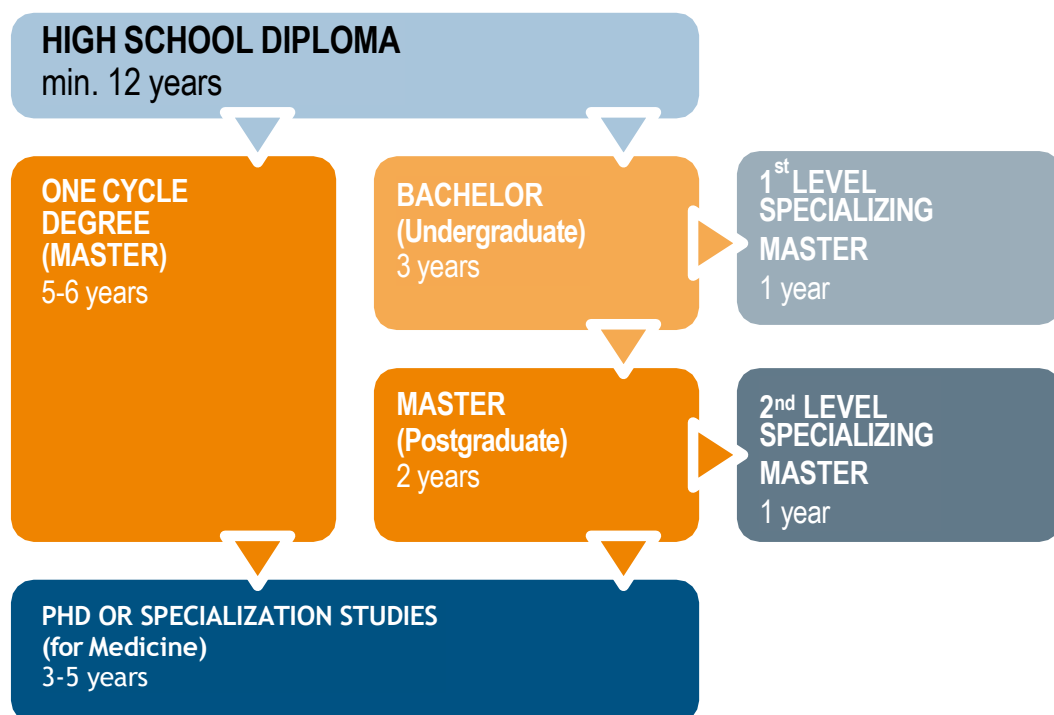 HIGH SCHOOL DIPLOMA
min. 12 years
ONE CYCLE
DEGREE
(MASTER)
5-6 years
BACHELOR
(Undergraduate)
3 years
1st LEVEL
SPECIALIZING
MASTER
1 year
MASTER
(Postgraduate)
2 years
2nd LEVEL
SPECIALIZING
MASTER
1 year
PHD OR SPECIALIZATION STUDIES
(for Medicine)
3-5 years